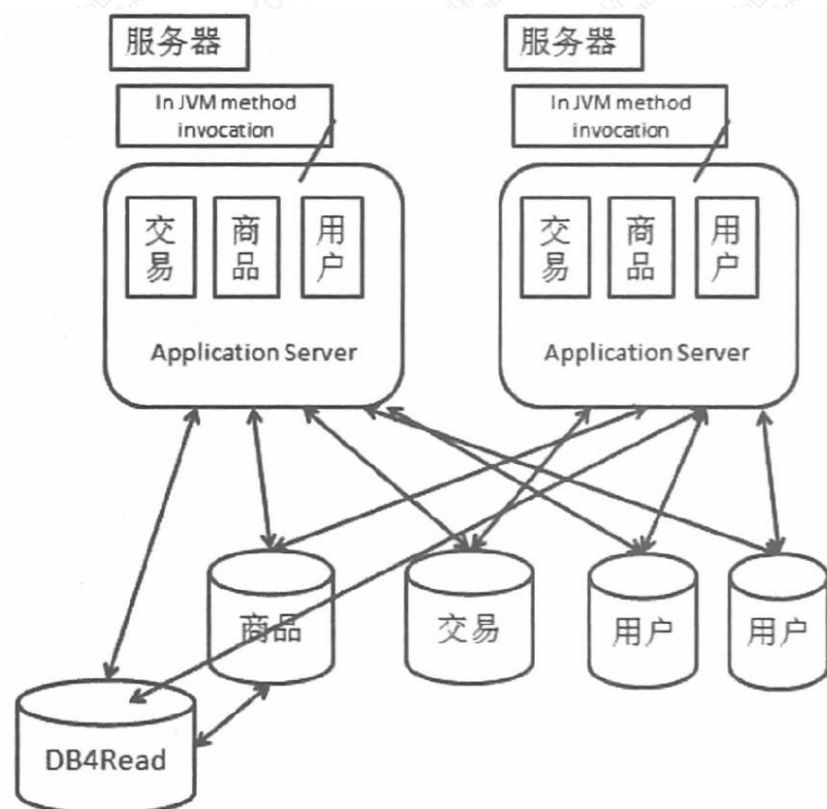 服务器
服务器
In JVM method
invocation
In JVM method
invocation
交易
商品
用户
Application Server
交易
商品
用户
Application Server
商品
交易
用户
用户
DB4Read